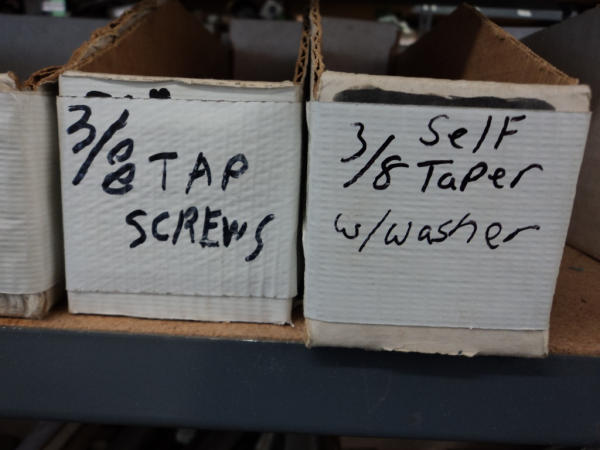 3/8 TAP
SCREWS
3/8 Self
Taper
w/washer